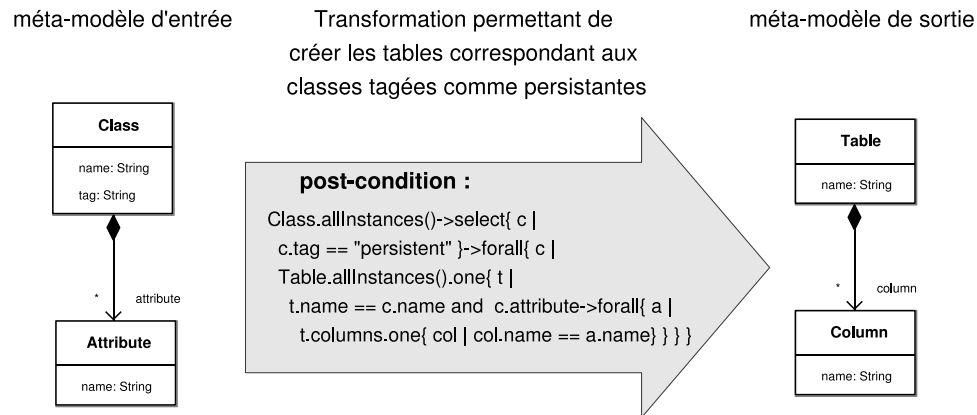 méta-modèle d'entrée
Transformation permettant de
créer les tables correspondant aux
classes tagées comme persistantes
méta-modèle de sortie
Class
name: String
tag: String
*
attribute
Attribute
name: String
post-condition :
Class.allInstances()->select{ c |
c.tag == "persistent" }->forall{ c |
Table.allInstances().one{ t |
t.name == c.name and c.attribute->forall{ a |
t.columns.one{ col | col.name == a.name} } } }
Table
name: String
*
column
Column
name: String